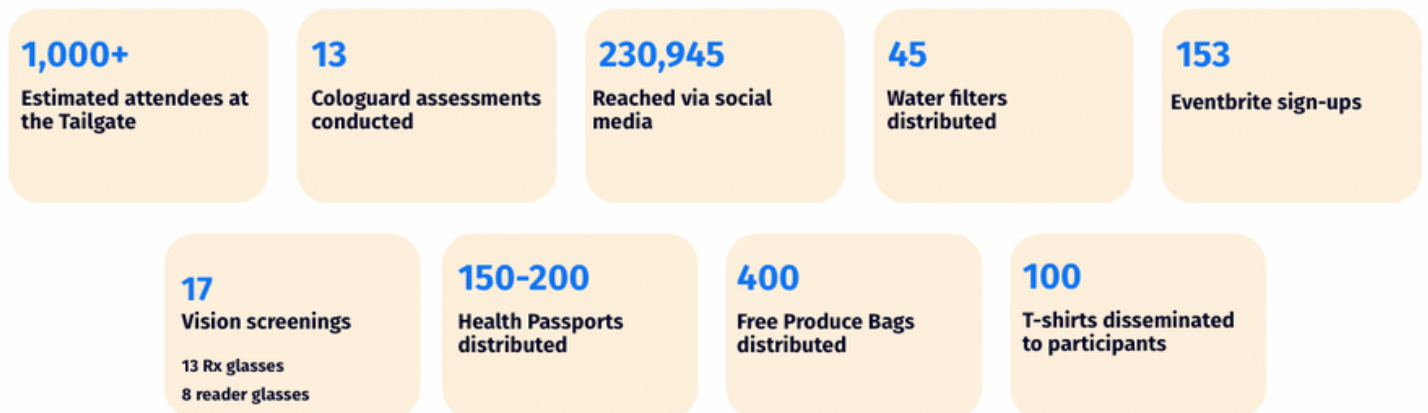 1,000+
Estimated attendees at
the Tailgate
13
Cologuard assessments
conducted
230,945
Reached via social
media
45
Water filters
distributed
153
Eventbrite sign-ups
17
Vision screenings
13 Rx glasses
8 reader glasses
150-200
Health Passports
distributed
400
Free Produce Bags
distributed
100
T-shirts disseminated
to participants